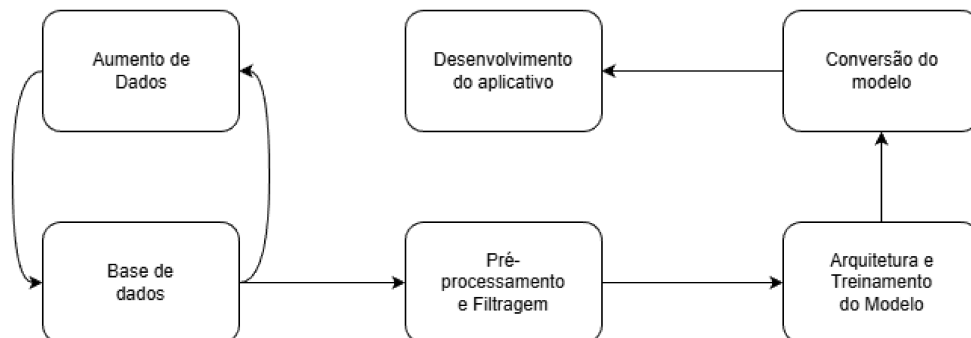 Aumento de
Dados
Desenvolvimento
do aplicativo
Conversão do
modelo
Base de
dados
Pré-
processamento
e Filtragem
Arquitetura e
Treinamento
do Modelo